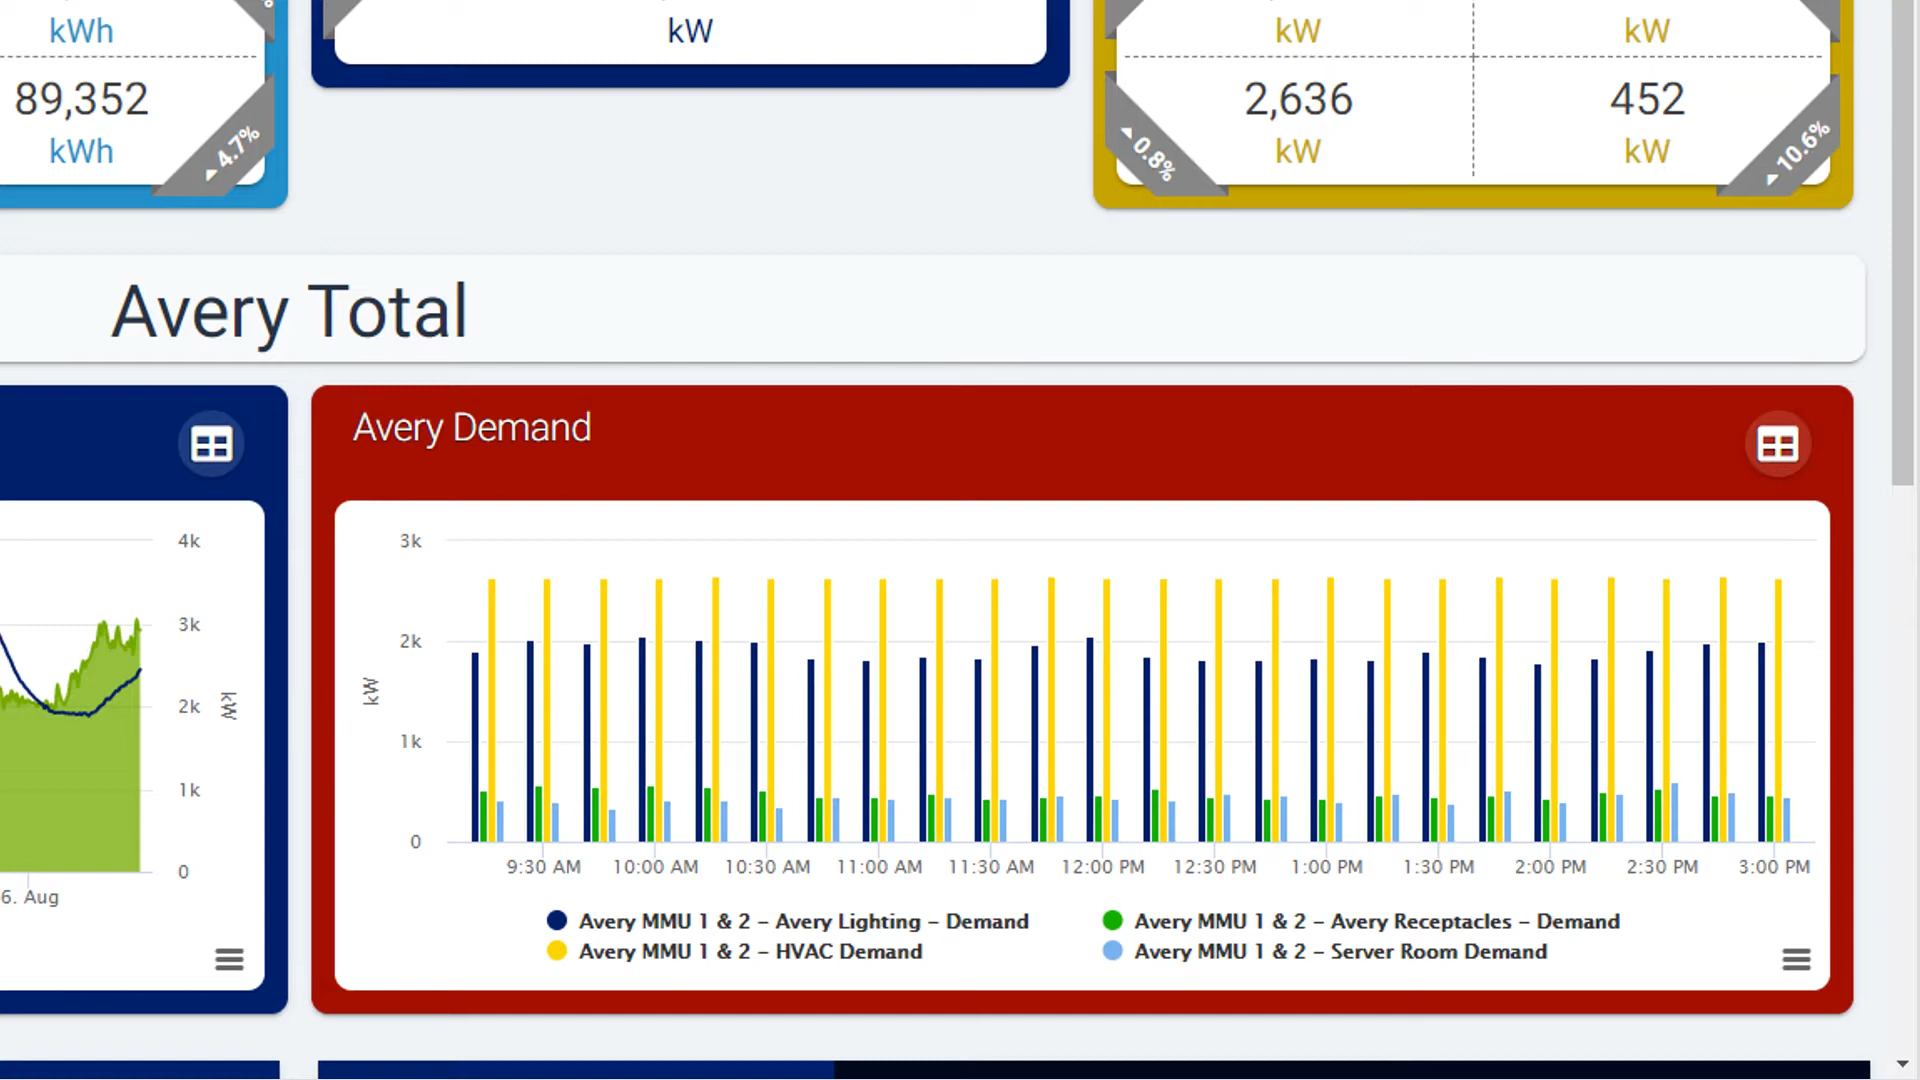 kWh
kW
kW
kW
89,352
2,636
452
kWh
4.7%
0.8%
kW
kW
10.6%
Avery Total
Avery Demand
4k
3k
2k
1k
0
kW
6. Aug
3k
2k
1k
0
kW
9:30 AM 10:00 AM 10:30 AM 11:00 AM 11:30 AM 12:00 PM 12:30 PM 1:00 PM 1:30 PM 2:00 PM 2:30 PM 3:00 PM
Avery MMU 1 & 2 – Avery Lighting – Demand
Avery MMU 1 & 2 – Avery Receptacles – Demand
Avery MMU 1 & 2 – HVAC Demand
Avery MMU 1 & 2 – Server Room Demand